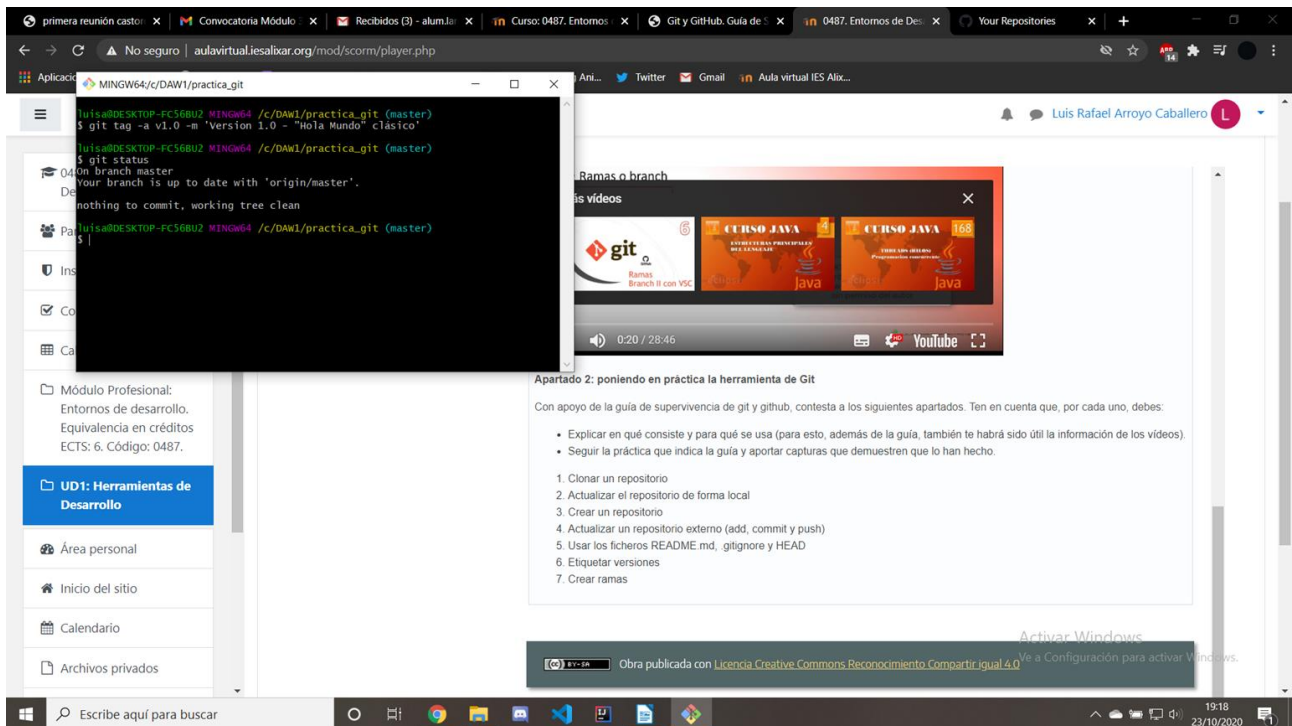 primera reunión castor
Convocatoria Módulo
Recibidos (3) - alum.la
Curso: 0487. Entornos
Git y GitHub. Guía de S
0487. Entornos de Des
Your Repositories
No seguro | aulavirtual.iesalixar.org/mod/scorm/player.php
14
Ani...
Twitter
Gmail
Aula virtual IES Alix...
MINGW64:/c/DAW1/practica_git
luisa@DESKTOP-FC56BU2 MINGW64 /c/DAW1/practica_git (master)
$ git tag -a v1.0 -m 'Version 1.0 - "Hola Mundo" clásico'
luisa@DESKTOP-FC56BU2 MINGW64 /c/DAW1/practica_git (master)
$ git status
On branch master
Your branch is up to date with 'origin/master'.
nothing to commit, working tree clean
luisa@DESKTOP-FC56BU2 MINGW64 /c/DAW1/practica_git (master)
$
Luis Rafael Arroyo Caballero L
Módulo Profesional:
Entornos de desarrollo.
Equivalencia en créditos
ECTS: 6. Código: 0487.
UD1: Herramientas de
Desarrollo
Área personal
Inicio del sitio
Calendario
Archivos privados
Ramas o branch
ás vídeos
6
git
Ramas
Branch II con VSC
CURSO JAVA 4
ESTRUCTURAS PRINCIPALES
DEL LENGUAJE
Java
CURSO JAVA 168
Java
0:20 / 28:46
HD
YouTube
Apartado 2: poniendo en práctica la herramienta de Git
Con apoyo de la guía de supervivencia de git y github, contesta a los siguientes apartados. Ten en cuenta que, por cada uno, debes:
• Explicar en qué consiste y para qué se usa (para esto, además de la guía, también te habrá sido útil la información de los vídeos).
• Seguir la práctica que indica la guía y aportar capturas que demuestren que lo han hecho.
1. Clonar un repositorio
2. Actualizar el repositorio de forma local
3. Crear un repositorio
4. Actualizar un repositorio externo (add, commit y push)
5. Usar los ficheros README.md, .gitignore y HEAD
6. Etiquetar versiones
7. Crear ramas
Activar Windows
Ve a Configuración para activar Windows.
(cc) BY-SA Obra publicada con Licencia Creative Commons Reconocimiento Compartir igual 4.0
Escribe aquí para buscar
19:18
23/10/2020